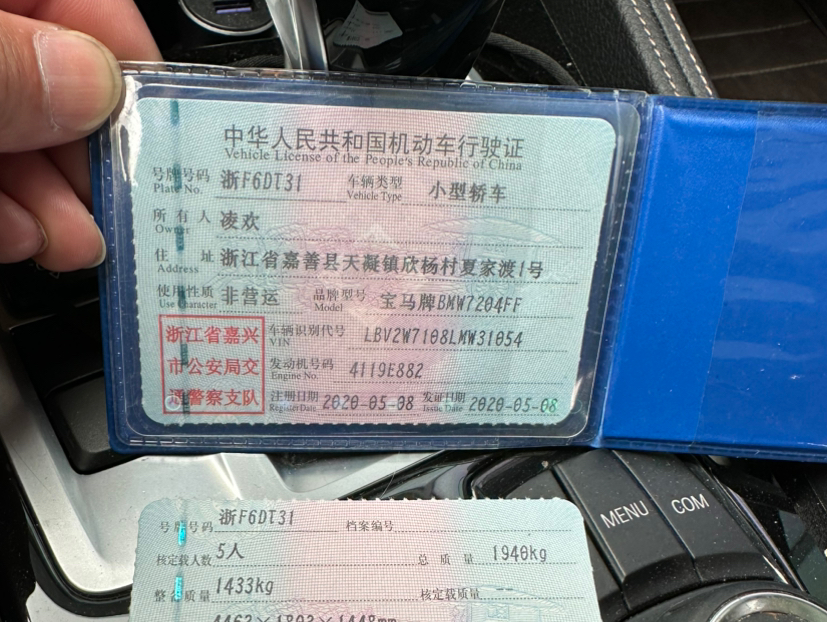 中华人民共和国机动车行驶证
Vehicle License of the People's Republic of China
号牌号码 浙F6DT31 车辆类型 小型轿车
Plate No. Vehicle Type
所有人 凌欢
Owner
住址 浙江省嘉善县天凝镇欣杨村夏家渡1号
Address
使用性质 非营运 品牌型号 宝马牌BMW7204FF
Use Character Model
浙江省嘉兴
市公安局交
通警察支队
车辆识别代号 LBV2W7108LMW31054
VIN
发动机号码 4119E882
Engine No.
注册日期 2020-05-08 发证日期 2020-05-08
Register Date Issue Date
号牌号码 浙F6DT31 档案编号
核定载人数 5人 总质量 1940kg
整备质量 1433kg 核定载质量
4462×1803×1448mm
MENU
COM